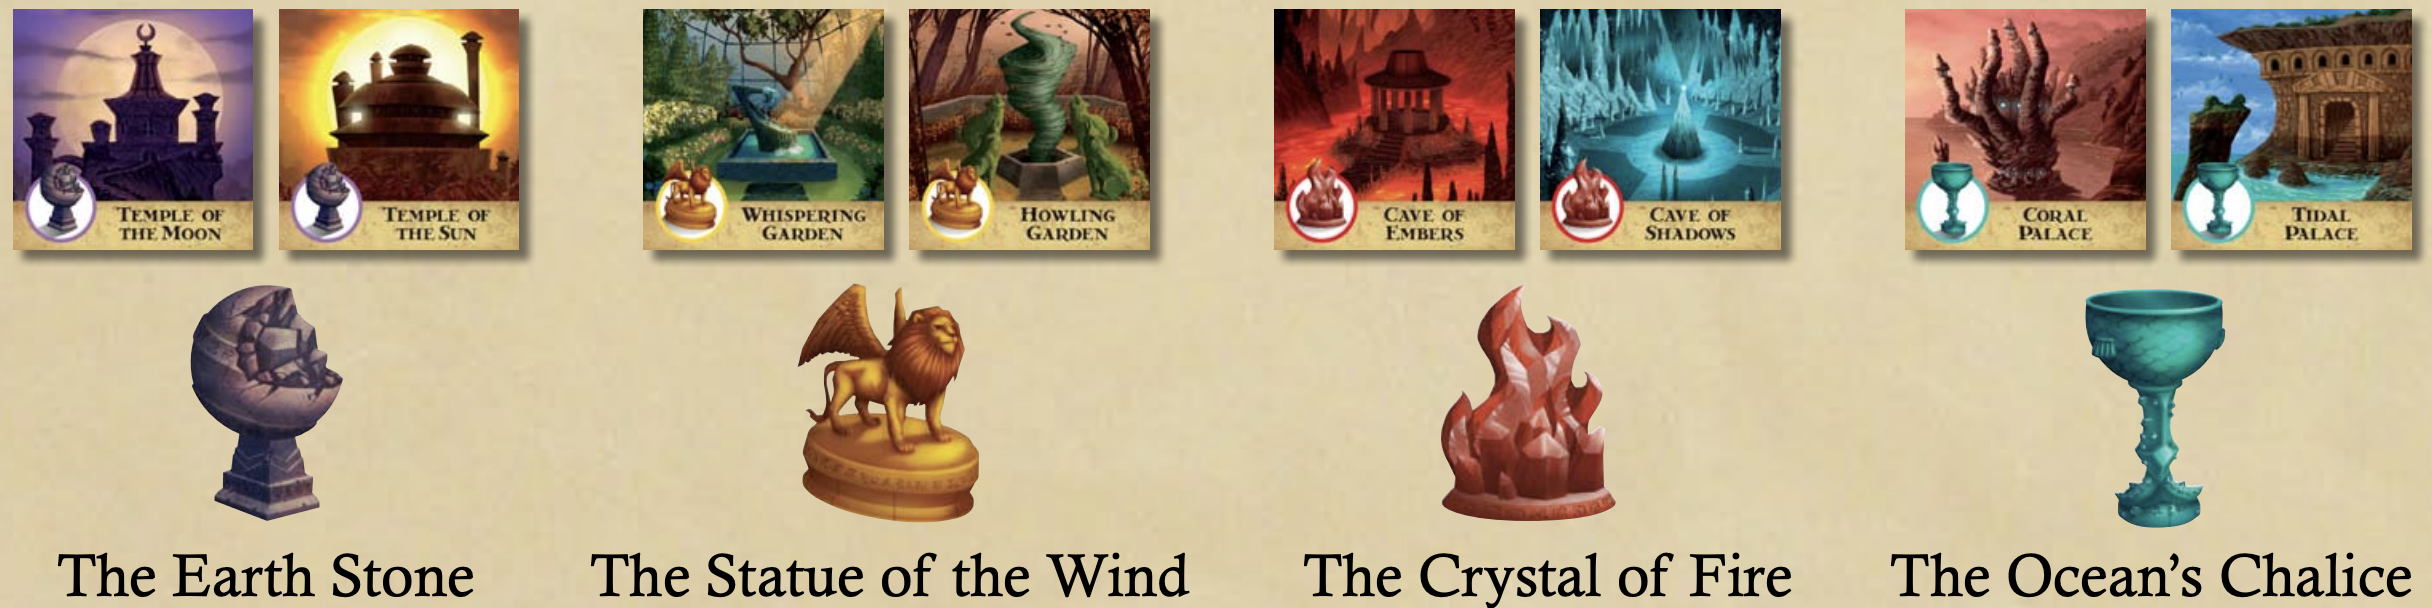 TEMPLE OF
THE MOON
TEMPLE OF
THE SUN
WHISPERING
GARDEN
HOWLING
GARDEN
CAVE OF
EMBERS
CAVE OF
SHADOWS
CORAL
PALACE
TIDAL
PALACE
The Earth Stone
The Statue of the Wind
The Crystal of Fire
The Ocean’s Chalice